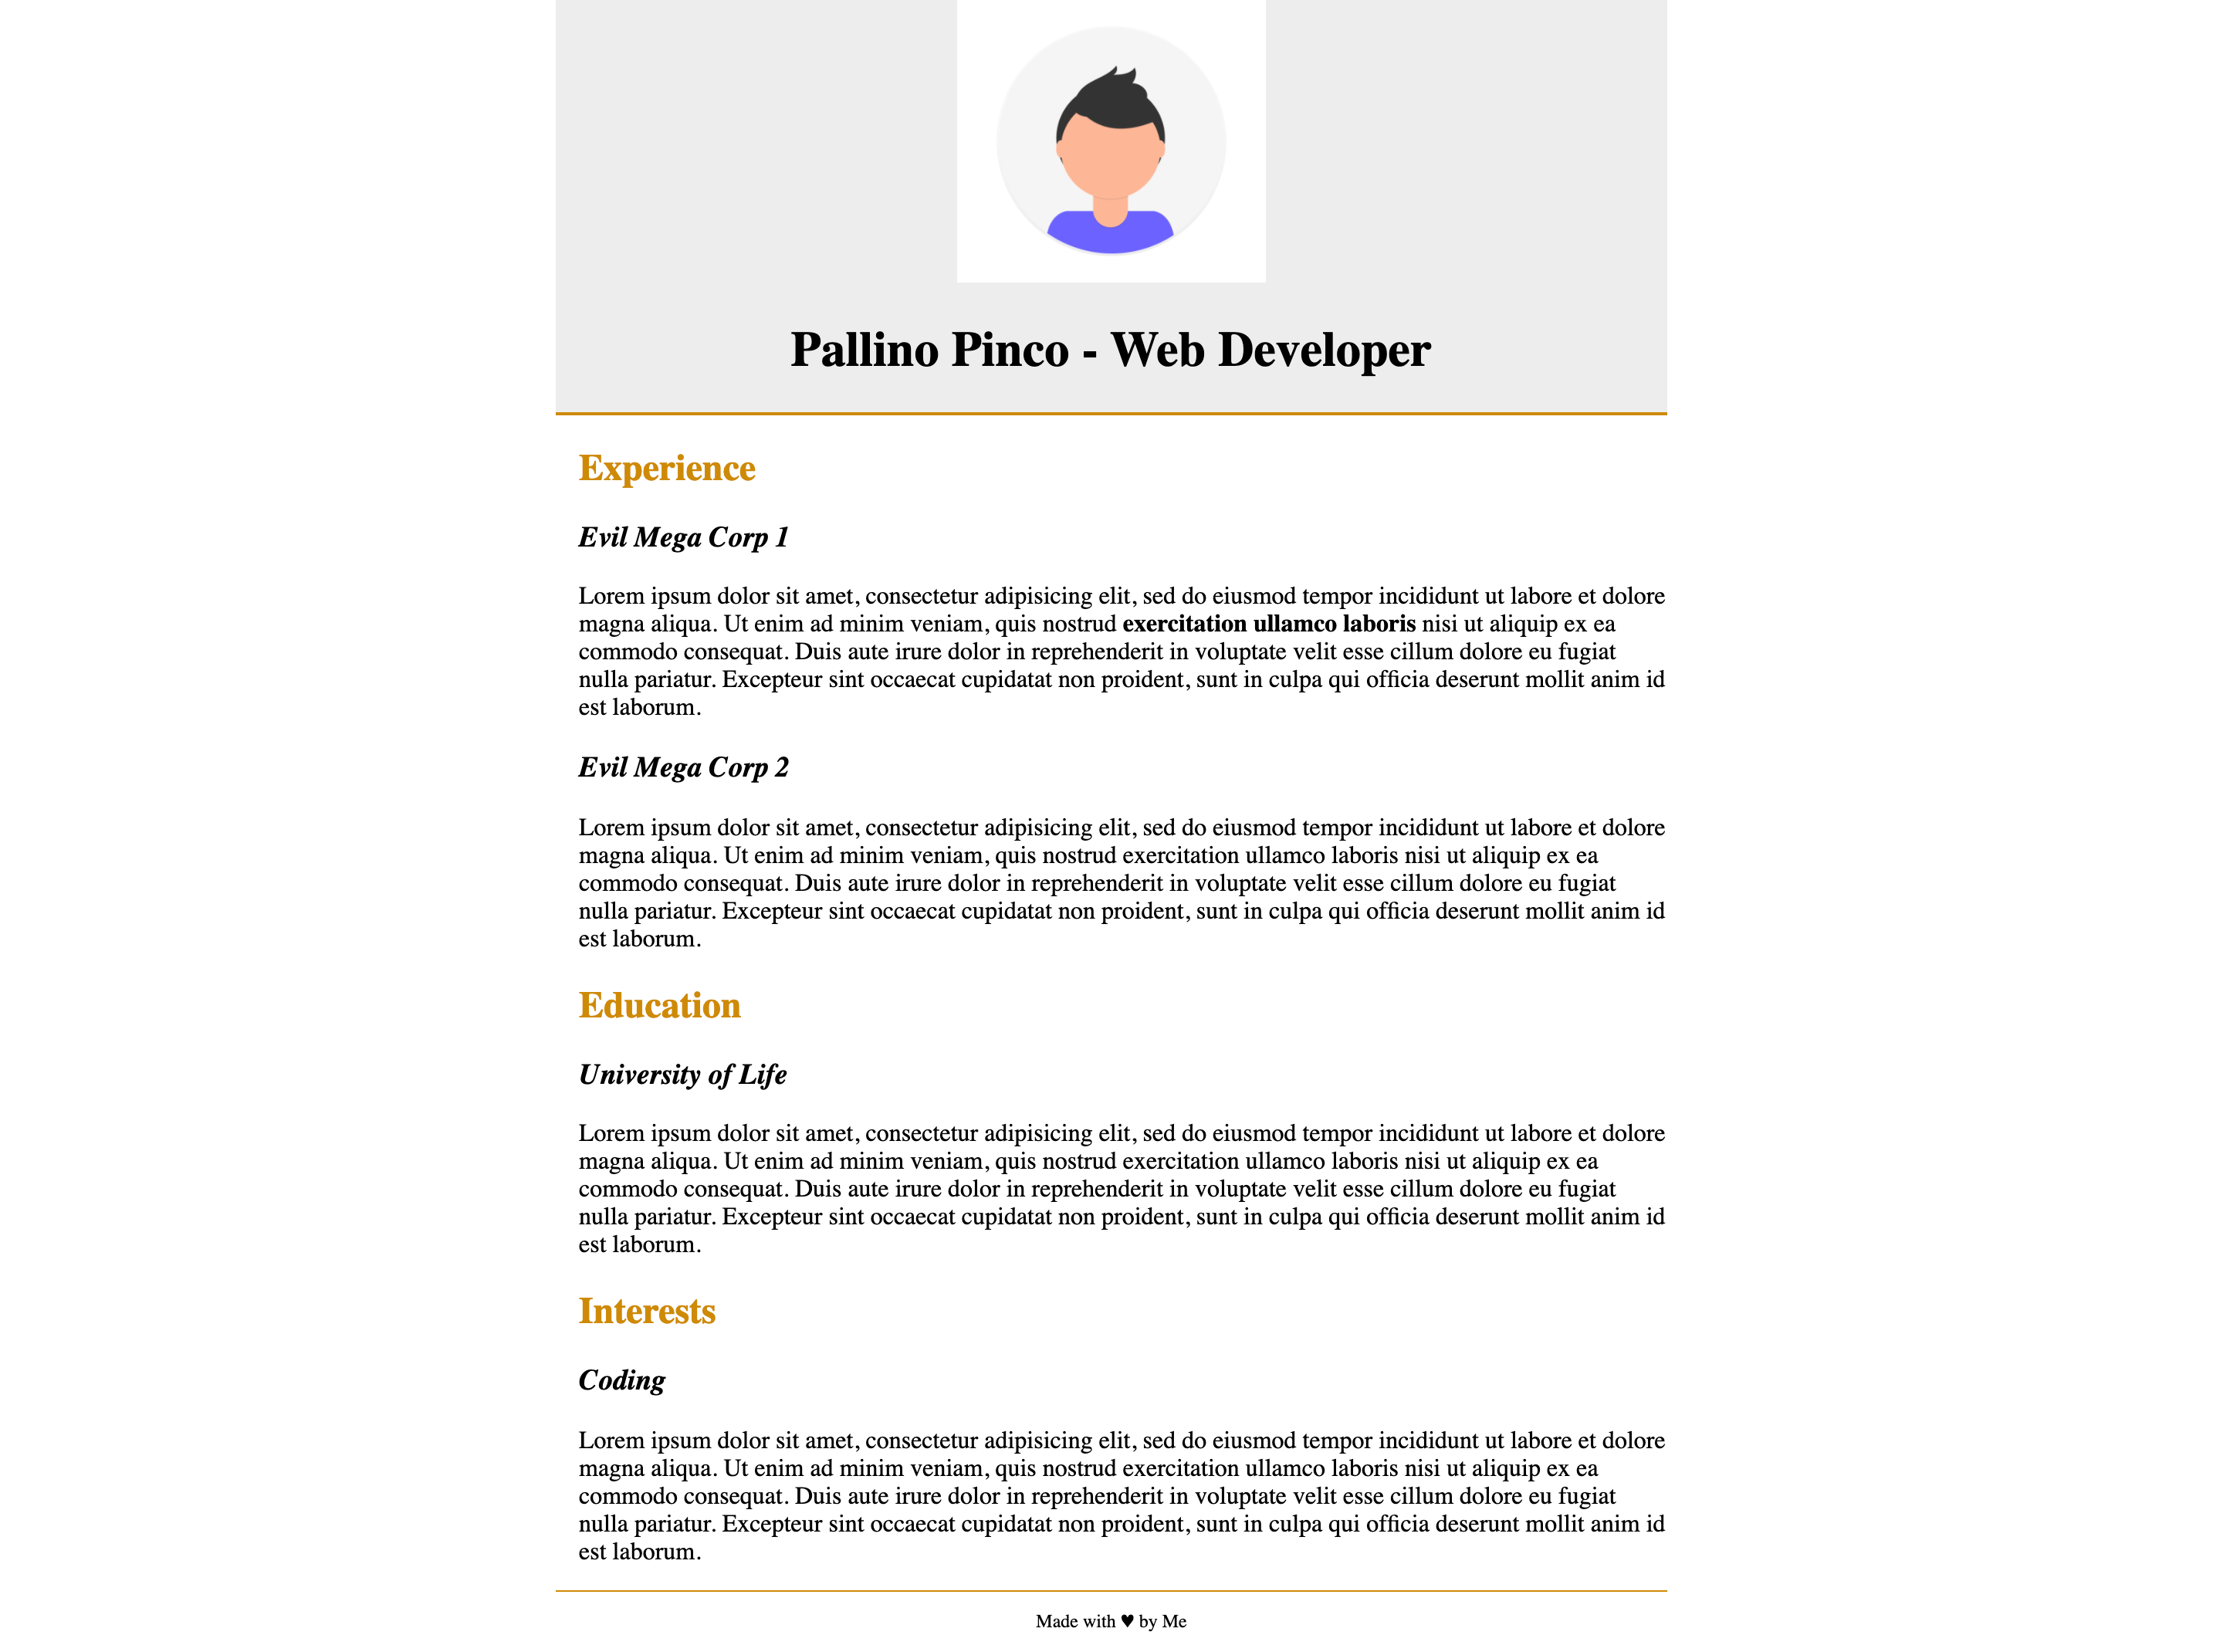 Pallino Pinco - Web Developer
Experience
Evil Mega Corp 1
Lorem ipsum dolor sit amet, consectetur adipisicing elit, sed do eiusmod tempor incididunt ut labore et dolore
magna aliqua. Ut enim ad minim veniam, quis nostrud exercitation ullamco laboris nisi ut aliquip ex ea
commodo consequat. Duis aute irure dolor in reprehenderit in voluptate velit esse cillum dolore eu fugiat
nulla pariatur. Excepteur sint occaecat cupidatat non proident, sunt in culpa qui officia deserunt mollit anim id
est laborum.
Evil Mega Corp 2
Lorem ipsum dolor sit amet, consectetur adipisicing elit, sed do eiusmod tempor incididunt ut labore et dolore
magna aliqua. Ut enim ad minim veniam, quis nostrud exercitation ullamco laboris nisi ut aliquip ex ea
commodo consequat. Duis aute irure dolor in reprehenderit in voluptate velit esse cillum dolore eu fugiat
nulla pariatur. Excepteur sint occaecat cupidatat non proident, sunt in culpa qui officia deserunt mollit anim id
est laborum.
Education
University of Life
Lorem ipsum dolor sit amet, consectetur adipisicing elit, sed do eiusmod tempor incididunt ut labore et dolore
magna aliqua. Ut enim ad minim veniam, quis nostrud exercitation ullamco laboris nisi ut aliquip ex ea
commodo consequat. Duis aute irure dolor in reprehenderit in voluptate velit esse cillum dolore eu fugiat
nulla pariatur. Excepteur sint occaecat cupidatat non proident, sunt in culpa qui officia deserunt mollit anim id
est laborum.
Interests
Coding
Lorem ipsum dolor sit amet, consectetur adipisicing elit, sed do eiusmod tempor incididunt ut labore et dolore
magna aliqua. Ut enim ad minim veniam, quis nostrud exercitation ullamco laboris nisi ut aliquip ex ea
commodo consequat. Duis aute irure dolor in reprehenderit in voluptate velit esse cillum dolore eu fugiat
nulla pariatur. Excepteur sint occaecat cupidatat non proident, sunt in culpa qui officia deserunt mollit anim id
est laborum.
Made with ♥ by Me